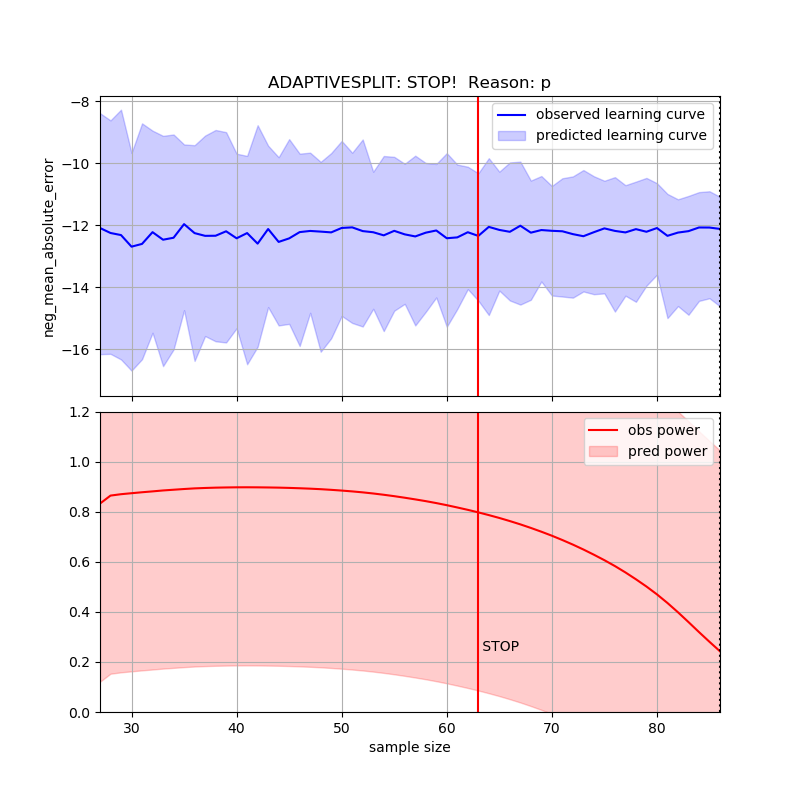 ADAPTIVESPLIT: STOP!  Reason: p
observed learning curve
predicted learning curve
neg_mean_absolute_error
−8
−10
−12
−14
−16
obs power
pred power
STOP
1.2
1.0
0.8
0.6
0.4
0.2
0.0
30 40 50 60 70 80
sample size